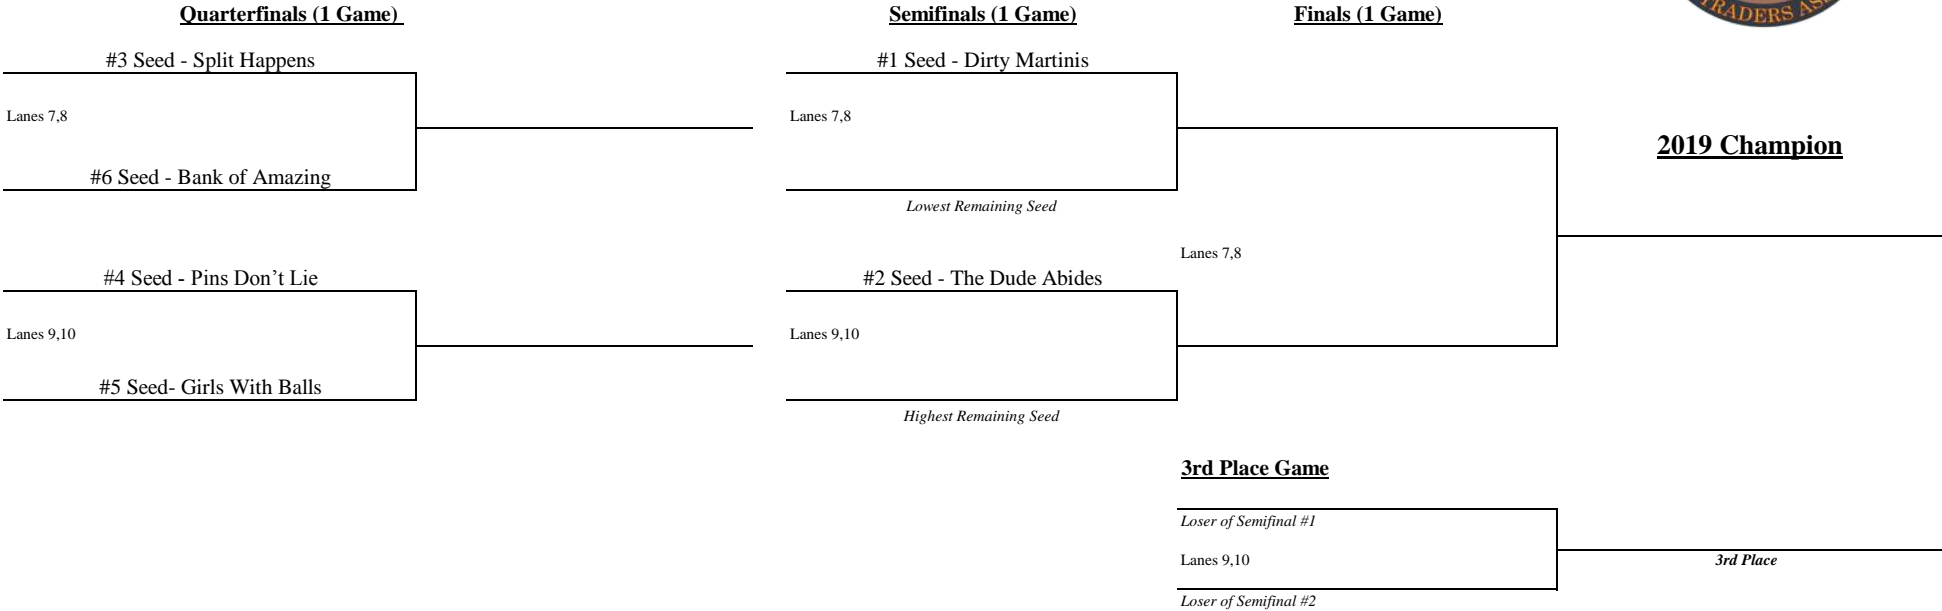 Quarterfinals (1 Game)
Semifinals (1 Game)
Finals (1 Game)
TRADERS
#3 Seed - Split Happens
#1 Seed - Dirty Martinis
Lanes 7,8
Lanes 7,8
2019 Champion
#6 Seed - Bank of Amazing
Lowest Remaining Seed
Lanes 7,8
#4 Seed - Pins Don’t Lie
#2 Seed - The Dude Abides
Lanes 9,10
Lanes 9,10
#5 Seed- Girls With Balls
Highest Remaining Seed
3rd Place Game
Loser of Semifinal #1
Lanes 9,10
3rd Place
Loser of Semifinal #2